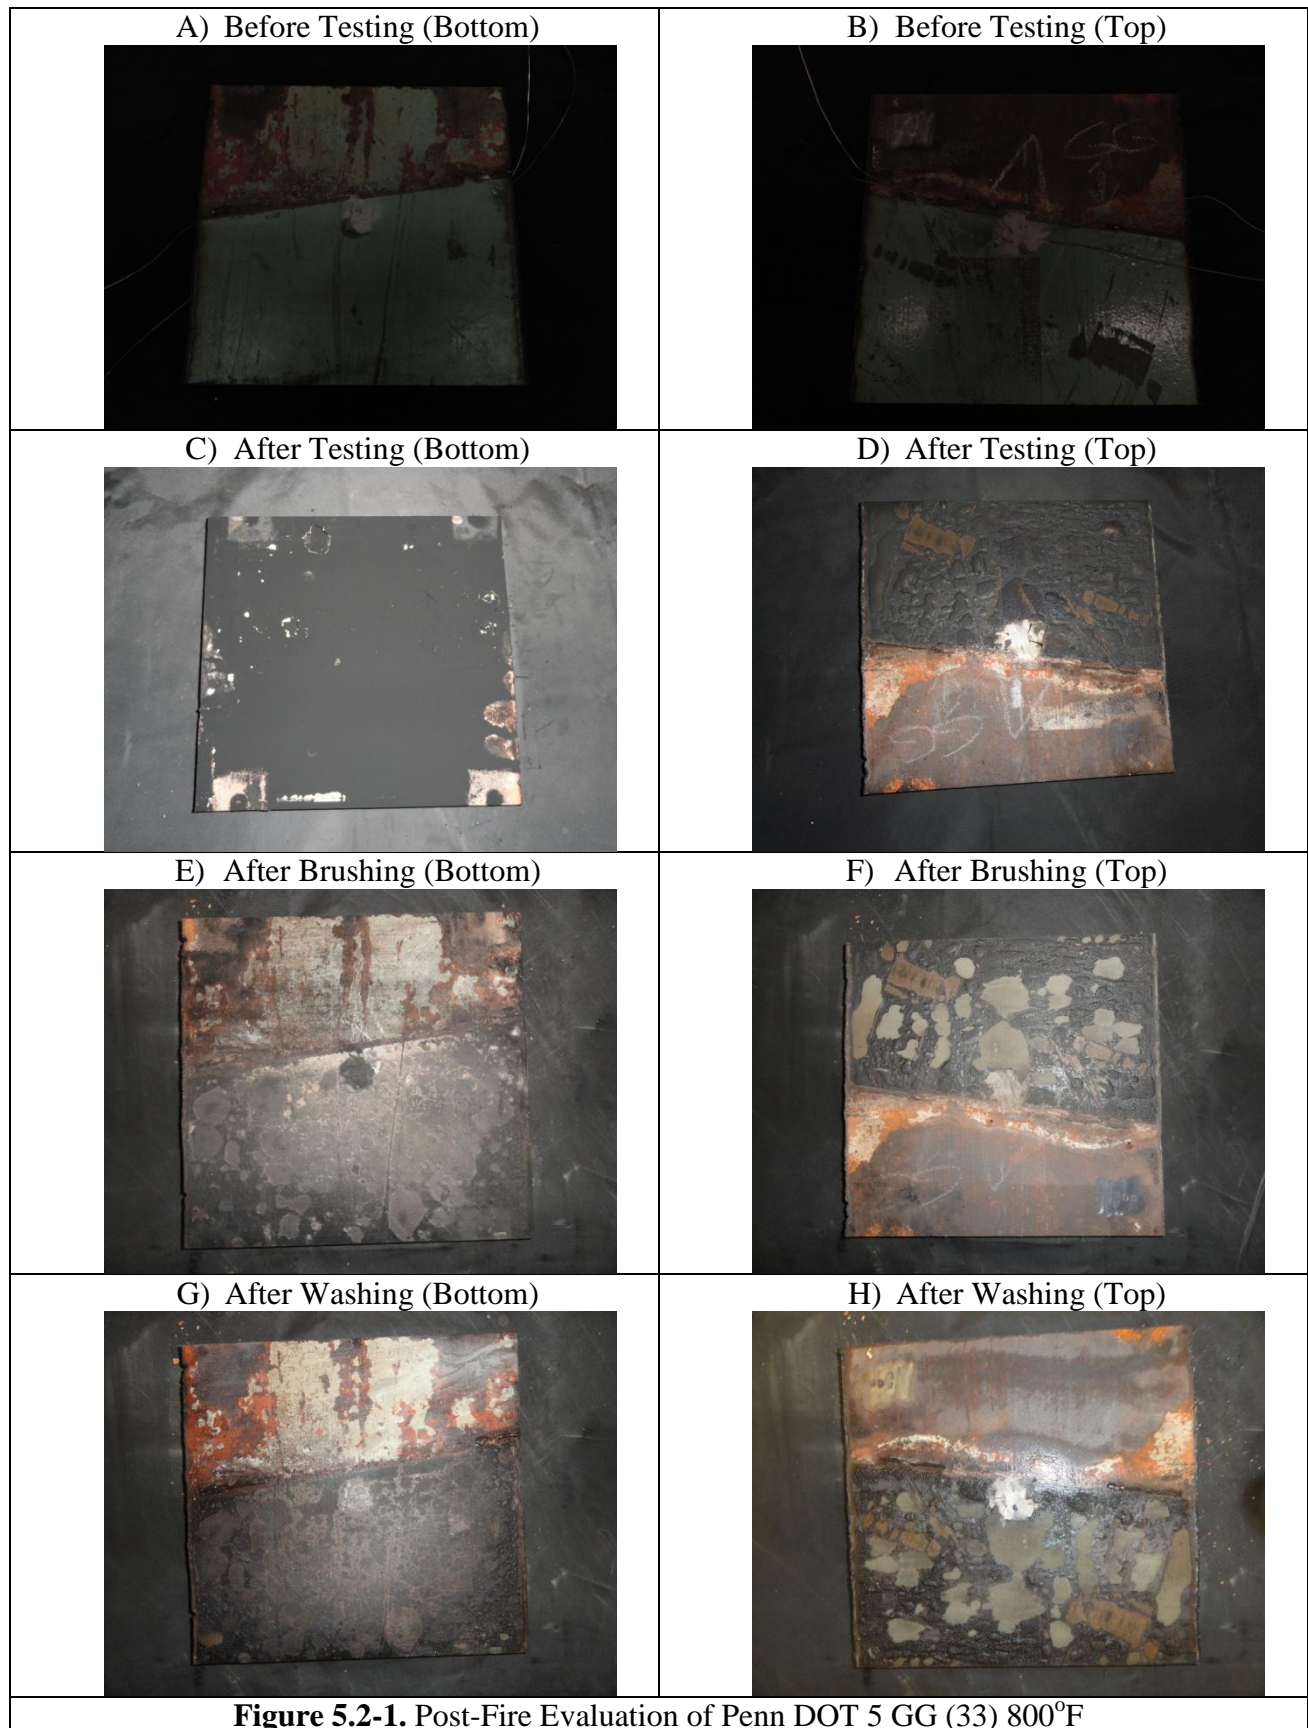 A) Before Testing (Bottom)
B) Before Testing (Top)
C) After Testing (Bottom)
D) After Testing (Top)
E) After Brushing (Bottom)
F) After Brushing (Top)
G) After Washing (Bottom)
H) After Washing (Top)
Figure 5.2-1. Post-Fire Evaluation of Penn DOT 5 GG (33) 800°F